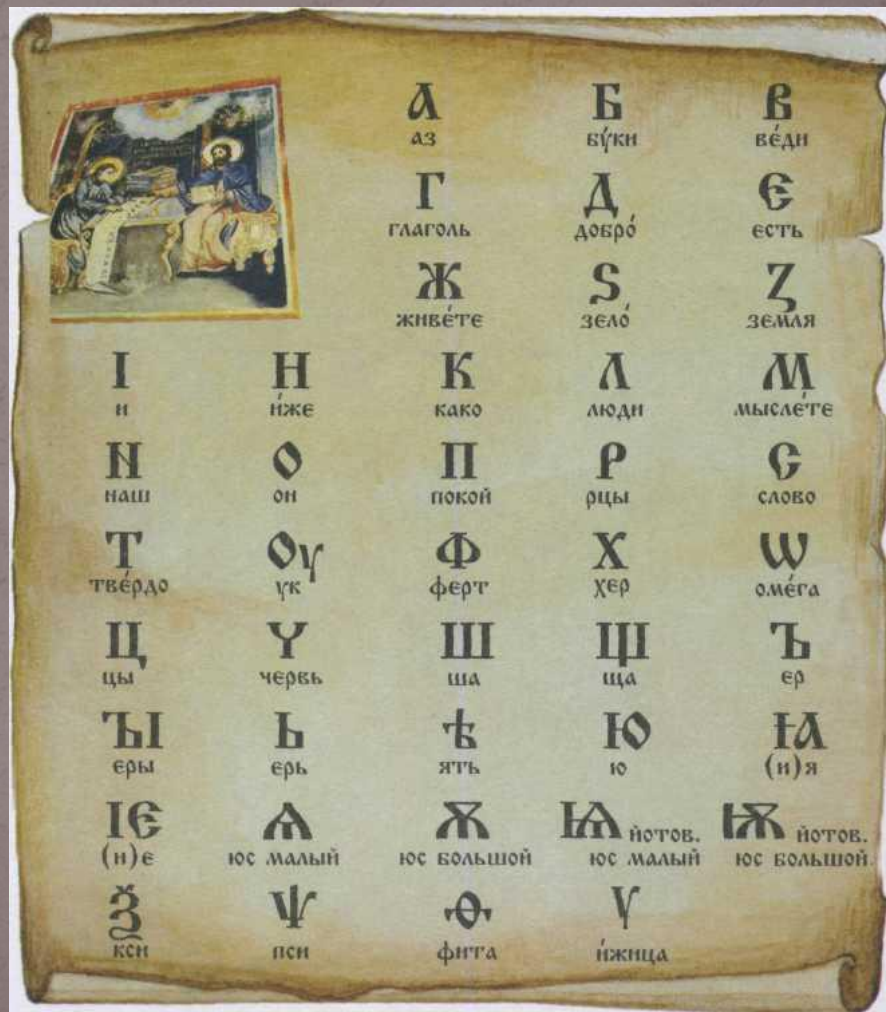 А Б В
аз бу́ки ве́ди
Г Д Є
глаголь добро́ єсть
Ж Ѕ З
живе́те зело́ земля
І И К Л М
и и́же како люди мысле́те
N О П Р С
наш он покой рцы слово
Т Оу Ф Х Ѡ
тве́рдо ук ферт хер оме́га
Ц Ч Ш Щ Ъ
цы червь ша ща ер
ЪІ Ь Ѣ Ю Ꙗ
еры ерь ять ю (и)я
Ѥ Ѧ Ѫ Ѩ йотов. Ѭ йотов.
(и)е юс малый юс большой юс малый юс большой
Ѯ Ѱ Ѳ Ѵ
кси пси фита и́жица